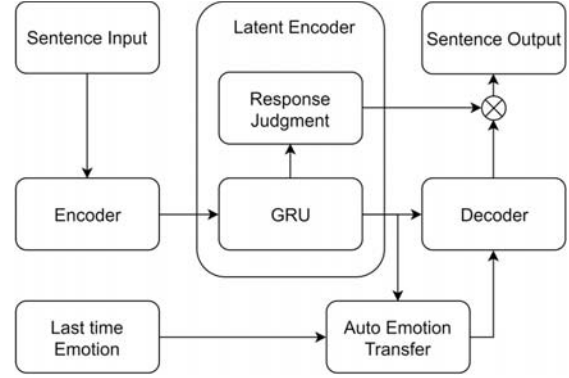 Sentence Input
Latent Encoder
Sentence Output
Response
Judgment
Encoder
GRU
Decoder
Last time
Emotion
Auto Emotion
Transfer